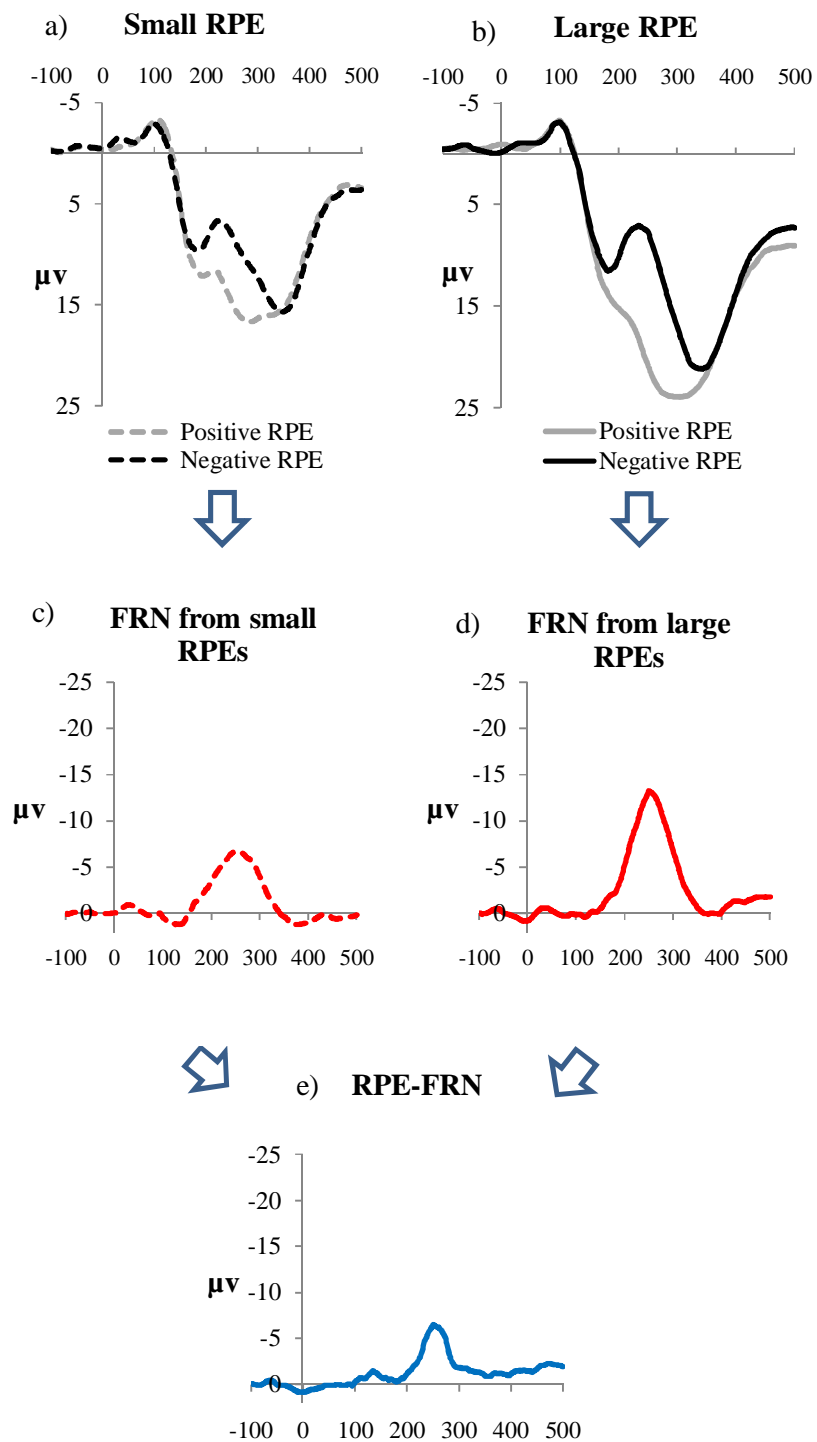 a) Small RPE
-100 0 100 200 300 400 500
-5
5
15
25
μv
Positive RPE
Negative RPE
b) Large RPE
-100 0 100 200 300 400 500
-5
5
15
25
μv
Positive RPE
Negative RPE
c) FRN from small
RPEs
-25
-20
-15
-10
-5
0
μv
-100 0 100 200 300 400 500
d) FRN from large
RPEs
-25
-20
-15
-10
-5
0
μv
-100 0 100 200 300 400 500
e) RPE-FRN
-25
-20
-15
-10
-5
0
μv
-100 0 100 200 300 400 500